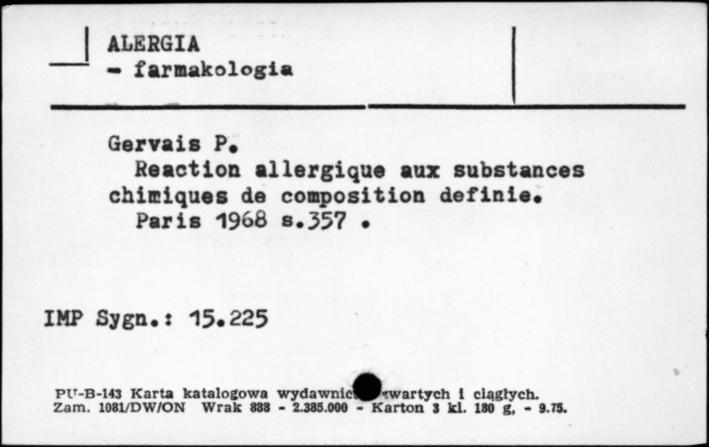 ALERGIA
- farmakologia
Gervais P.
Reaction allergique aux substances
chimiques de composition definie.
Paris 1968 s.357 .
IMP Sygn.: 15.225
PU-B-143 Karta katalogowa i ciągłych.
Zam. 1081/DW/ON Wrak 888 - 2.385.000 - Karton 3 kl. 180 g, - 9.75.